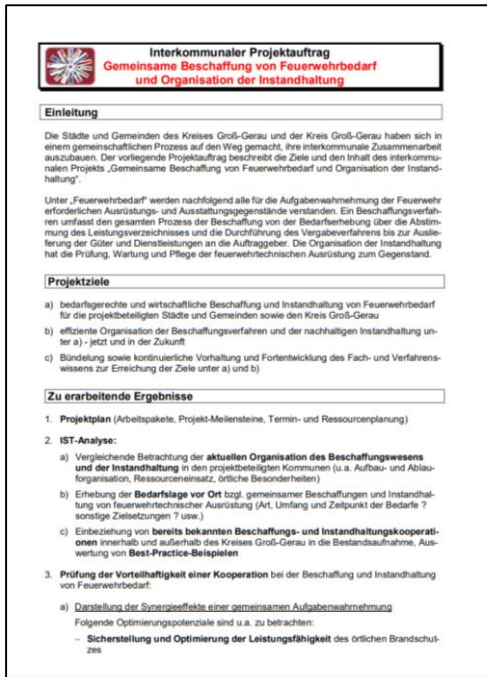 Interkommunaler Projektauftrag
Gemeinsame Beschaffung von Feuerwehrbedarf
und Organisation der Instandhaltung
Einleitung
Die Städte und Gemeinden des Kreises Groß-Gerau und der Kreis Groß-Gerau haben sich in
einem gemeinschaftlichen Prozess auf den Weg gemacht, ihre interkommunale Zusammenarbeit
auszubauen. Der vorliegende Projektauftrag beschreibt die Ziele und den Inhalt des interkommu-
nalen Projekts „Gemeinsame Beschaffung von Feuerwehrbedarf und Organisation der Instand-
haltung“.
Unter „Feuerwehrbedarf“ werden nachfolgend alle für die Aufgabenwahrnehmung der Feuerwehr
erforderlichen Ausrüstungs- und Ausstattungsgegenstände verstanden. Ein Beschaffungsverfah-
ren umfasst den gesamten Prozess der Beschaffung von der Bedarfserhebung über die Abstim-
mung des Leistungsverzeichnisses und die Durchführung des Vergabeverfahrens bis zur Auslie-
ferung der Güter und Dienstleistungen an die Auftraggeber. Die Organisation der Instandhaltung
hat die Prüfung, Wartung und Pflege der feuerwehrtechnischen Ausrüstung zum Gegenstand.
Projektziele
a) bedarfsgerechte und wirtschaftliche Beschaffung und Instandhaltung von Feuerwehrbedarf
für die projektbeteiligten Städte und Gemeinden sowie den Kreis Groß-Gerau
b) effiziente Organisation der Beschaffungsverfahren und der nachhaltigen Instandhaltung un-
ter a) - jetzt und in der Zukunft
c) Bündelung sowie kontinuierliche Vorhaltung und Fortentwicklung des Fach- und Verfahrens-
wissens zur Erreichung der Ziele unter a) und b)
Zu erarbeitende Ergebnisse
1. Projektplan (Arbeitspakete, Projekt-Meilensteine, Termin- und Ressourcenplanung)
2. IST-Analyse:
a) Vergleichende Betrachtung der aktuellen Organisation des Beschaffungswesens
und der Instandhaltung in den projektbeteiligten Kommunen (u.a. Aufbau- und Ablau-
forganisation, Ressourceneinsatz, örtliche Besonderheiten)
b) Erhebung der Bedarfslage vor Ort bzgl. gemeinsamer Beschaffungen und Instandhal-
tung von feuerwehrtechnischer Ausrüstung (Art, Umfang und Zeitpunkt der Bedarfe ?
sonstige Zielsetzungen ? usw.)
c) Einbeziehung von bereits bekannten Beschaffungs- und Instandhaltungskooperati-
onen innerhalb und außerhalb des Kreises Groß-Gerau in die Bestandsaufnahme, Aus-
wertung von Best-Practice-Beispielen
3. Prüfung der Vorteilhaftigkeit einer Kooperation bei der Beschaffung und Instandhaltung
von Feuerwehrbedarf:
a) Darstellung der Synergieeffekte einer gemeinsamen Aufgabenwahrnehmung
Folgende Optimierungspotenziale sind u.a. zu betrachten:
– Sicherstellung und Optimierung der Leistungsfähigkeit des örtlichen Brandschut-
zes